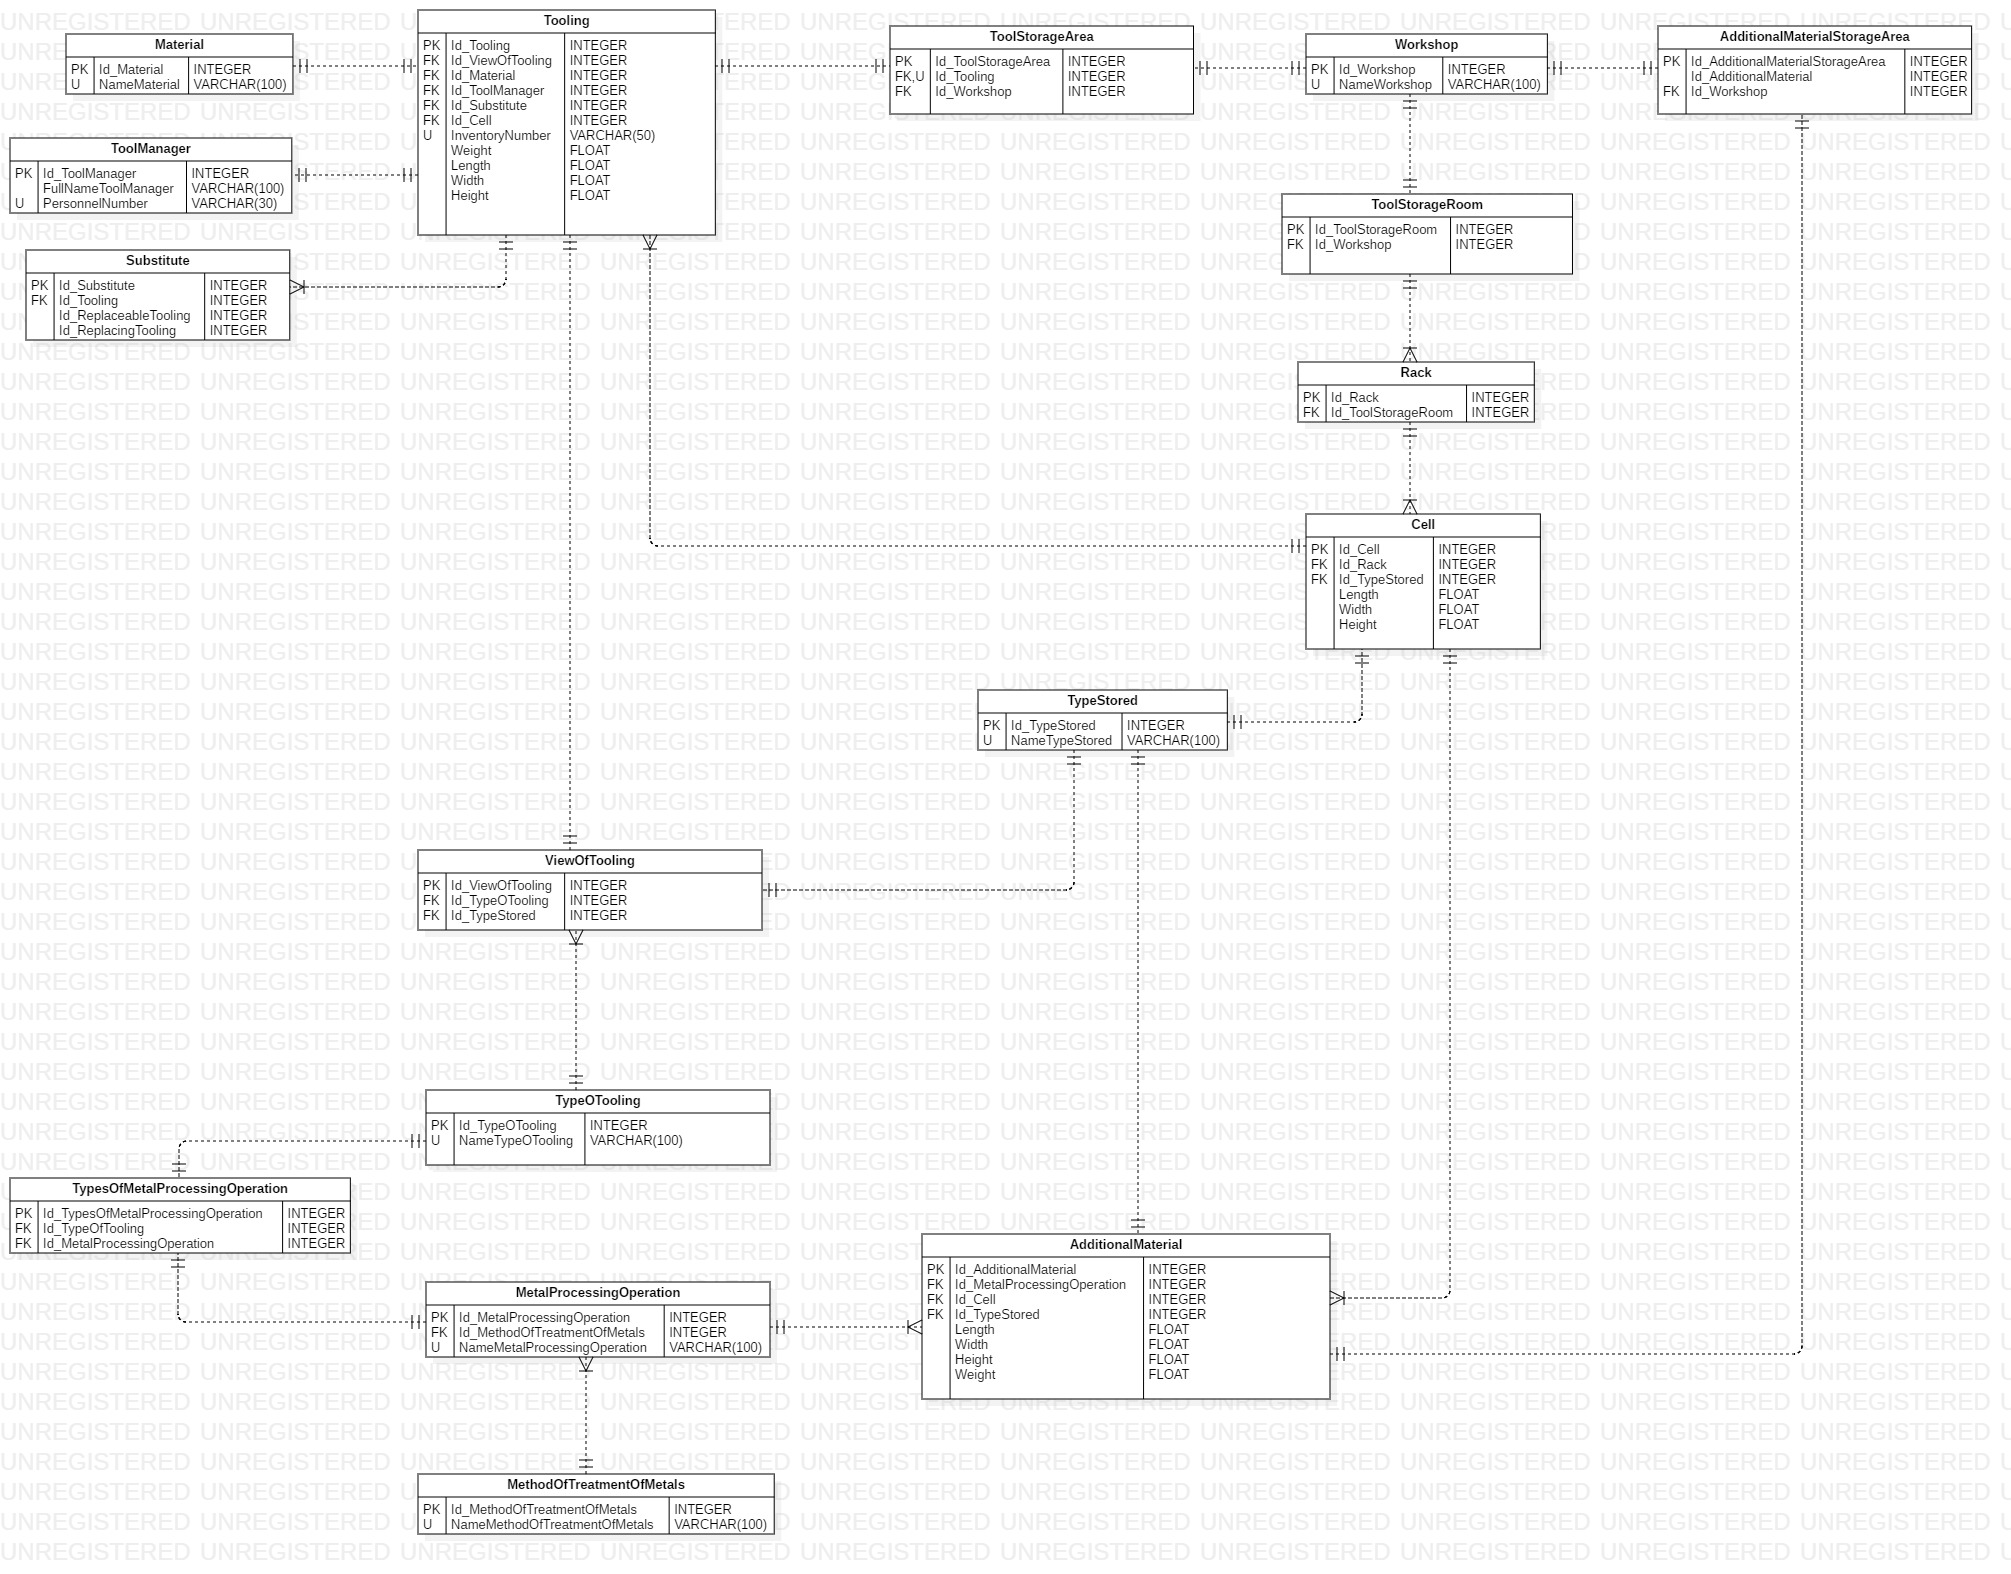 Material
PK Id_Material INTEGER
U NameMaterial VARCHAR(100)
Tooling
PK Id_Tooling INTEGER
FK Id_ViewOfTooling INTEGER
FK Id_Material INTEGER
FK Id_ToolManager INTEGER
FK Id_Substitute INTEGER
FK Id_Cell INTEGER
U InventoryNumber VARCHAR(50)
Weight FLOAT
Length FLOAT
Width FLOAT
Height FLOAT
ToolStorageArea
PK Id_ToolStorageArea INTEGER
FK,U Id_Tooling INTEGER
FK Id_Workshop INTEGER
Workshop
PK Id_Workshop INTEGER
U NameWorkshop VARCHAR(100)
AdditionalMaterialStorageArea
PK Id_AdditionalMaterialStorageArea INTEGER
Id_AdditionalMaterial INTEGER
FK Id_Workshop INTEGER
ToolManager
PK Id_ToolManager INTEGER
FullNameToolManager VARCHAR(100)
U PersonnelNumber VARCHAR(30)
ToolStorageRoom
PK Id_ToolStorageRoom INTEGER
FK Id_Workshop INTEGER
Substitute
PK Id_Substitute INTEGER
FK Id_Tooling INTEGER
Id_ReplaceableTooling INTEGER
Id_ReplacingTooling INTEGER
Rack
PK Id_Rack INTEGER
FK Id_ToolStorageRoom INTEGER
Cell
PK Id_Cell INTEGER
FK Id_Rack INTEGER
FK Id_TypeStored INTEGER
Length FLOAT
Width FLOAT
Height FLOAT
TypeStored
PK Id_TypeStored INTEGER
U NameTypeStored VARCHAR(100)
ViewOfTooling
PK Id_ViewOfTooling INTEGER
FK Id_TypeOTooling INTEGER
FK Id_TypeStored INTEGER
TypeOTooling
PK Id_TypeOTooling INTEGER
U NameTypeOTooling VARCHAR(100)
TypesOfMetalProcessingOperation
PK Id_TypesOfMetalProcessingOperation INTEGER
FK Id_TypeOfTooling INTEGER
FK Id_MetalProcessingOperation INTEGER
AdditionalMaterial
PK Id_AdditionalMaterial INTEGER
FK Id_MetalProcessingOperation INTEGER
FK Id_Cell INTEGER
FK Id_TypeStored INTEGER
Length FLOAT
Width FLOAT
Height FLOAT
Weight FLOAT
MetalProcessingOperation
PK Id_MetalProcessingOperation INTEGER
FK Id_MethodOfTreatmentOfMetals INTEGER
U NameMetalProcessingOperation VARCHAR(100)
MethodOfTreatmentOfMetals
PK Id_MethodOfTreatmentOfMetals INTEGER
U NameMethodOfTreatmentOfMetals VARCHAR(100)
UNREGISTERED